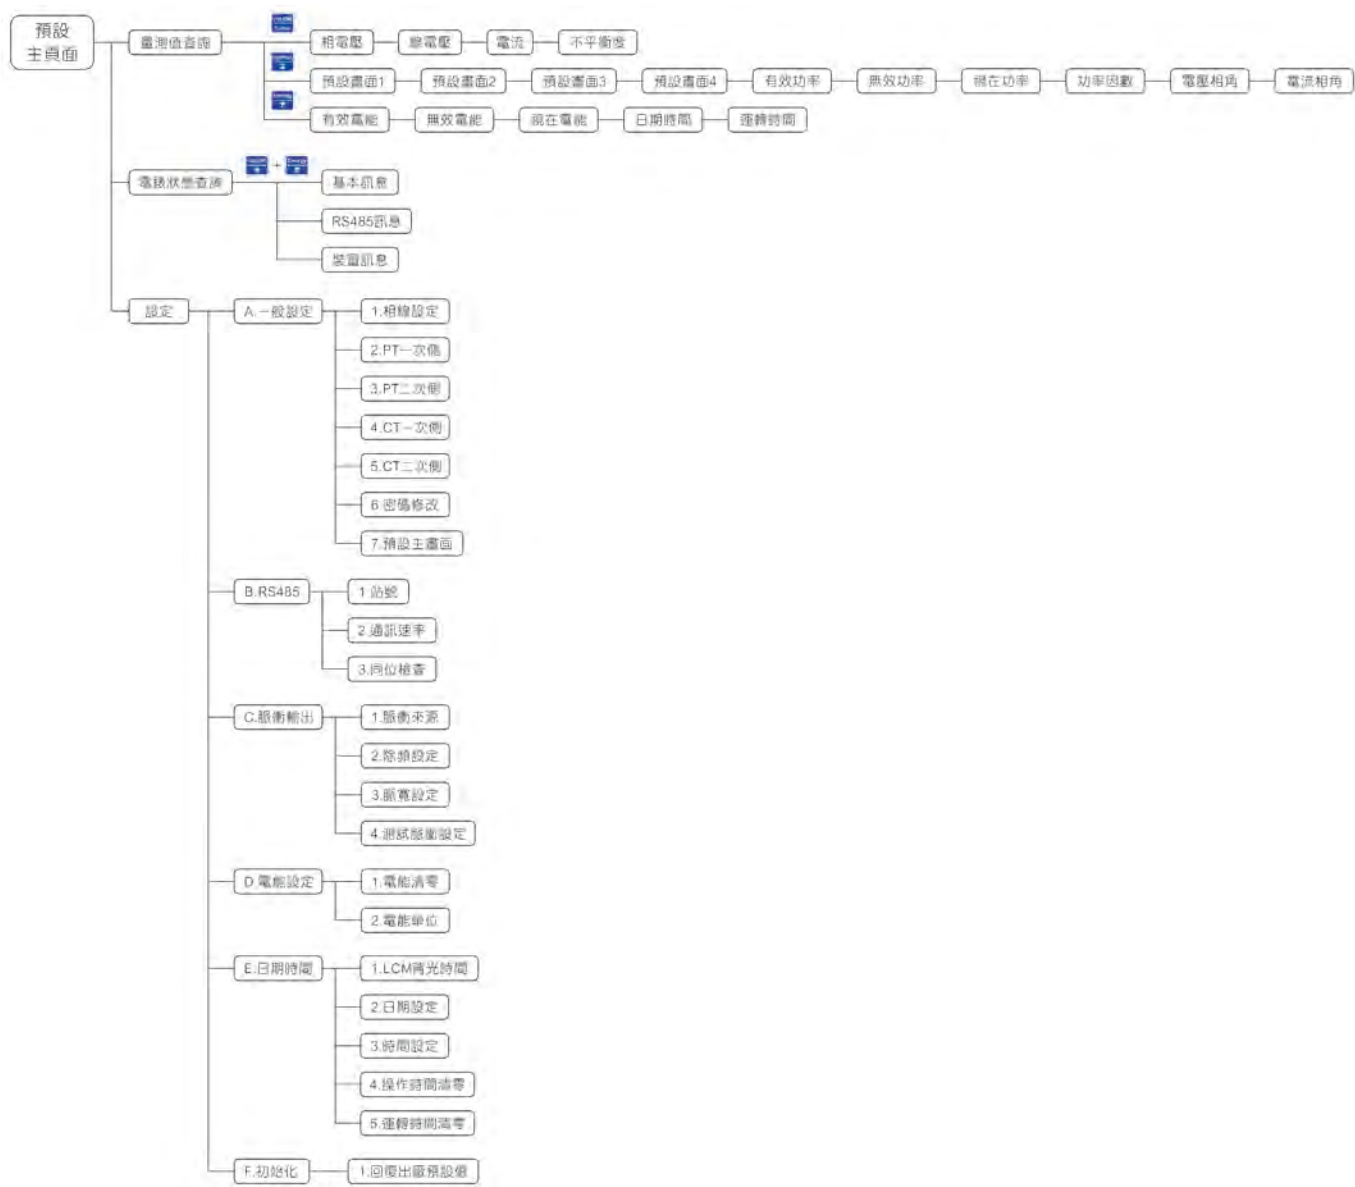 預設
主頁面
量測值查詢
相電壓
線電壓
電流
不平衡度
預設畫面1
預設畫面2
預設畫面3
預設畫面4
有效功率
無效功率
視在功率
功率因數
電壓相角
電流相角
Energy
有效電能
無效電能
視在電能
日期時間
運轉時間
電錶狀態查詢
+
Energy
基本訊息
RS485訊息
裝置訊息
設定
A.一般設定
1.相線設定
2.PT一次側
3.PT二次側
4.CT一次側
5.CT二次側
6.密碼修改
7.預設主畫面
B.RS485
1.站號
2.通訊速率
3.同位檢查
C.脈衝輸出
1.脈衝來源
2.除頻設定
3.脈寬設定
4.測試脈衝設定
D.電能設定
1.電能清零
2.電能單位
E.日期時間
1.LCM背光時間
2.日期設定
3.時間設定
4.操作時間清零
5.運轉時間清零
F.初始化
1.回復出廠預設值